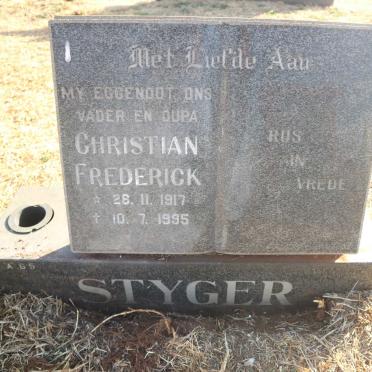 Met Liefde Aan
MY EGGENOOT, ONS
VADER EN OUPA
CHRISTIAN
FREDERICK
* 28. 11. 1917
† 10. 7. 1995
RUS
IN
VREDE
A 65
STYGER